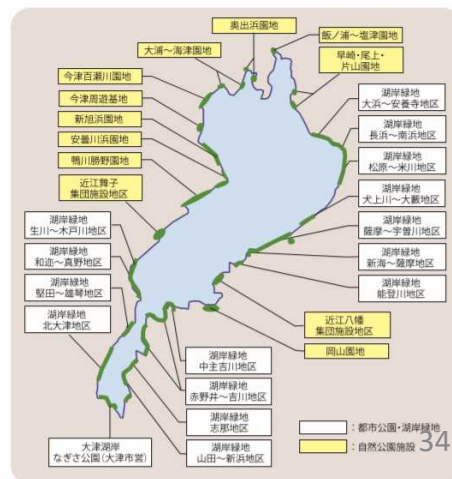 奥出浜園地
飯ノ浦〜塩津園地
大浦〜海津園地
早崎・尾上・
片山園地
今津百瀬川園地
今津周遊基地
新旭浜園地
安曇川浜園地
鴨川勝野園地
近江舞子
集団施設地区
湖岸緑地
大浜〜安養寺地区
湖岸緑地
長浜〜南浜地区
湖岸緑地
松原〜米川地区
湖岸緑地
犬上川〜大藪地区
湖岸緑地
薩摩〜宇曽川地区
湖岸緑地
新海〜薩摩地区
湖岸緑地
能登川地区
湖岸緑地
生川〜木戸川地区
湖岸緑地
和迩〜真野地区
湖岸緑地
堅田〜雄琴地区
湖岸緑地
北大津地区
近江八幡
集団施設地区
岡山園地
湖岸緑地
中主吉川地区
湖岸緑地
赤野井〜吉川地区
湖岸緑地
志那地区
湖岸緑地
山田〜新浜地区
大津湖岸
なぎさ公園(大津市営)
:都市公園・湖岸緑地
:自然公園施設
34